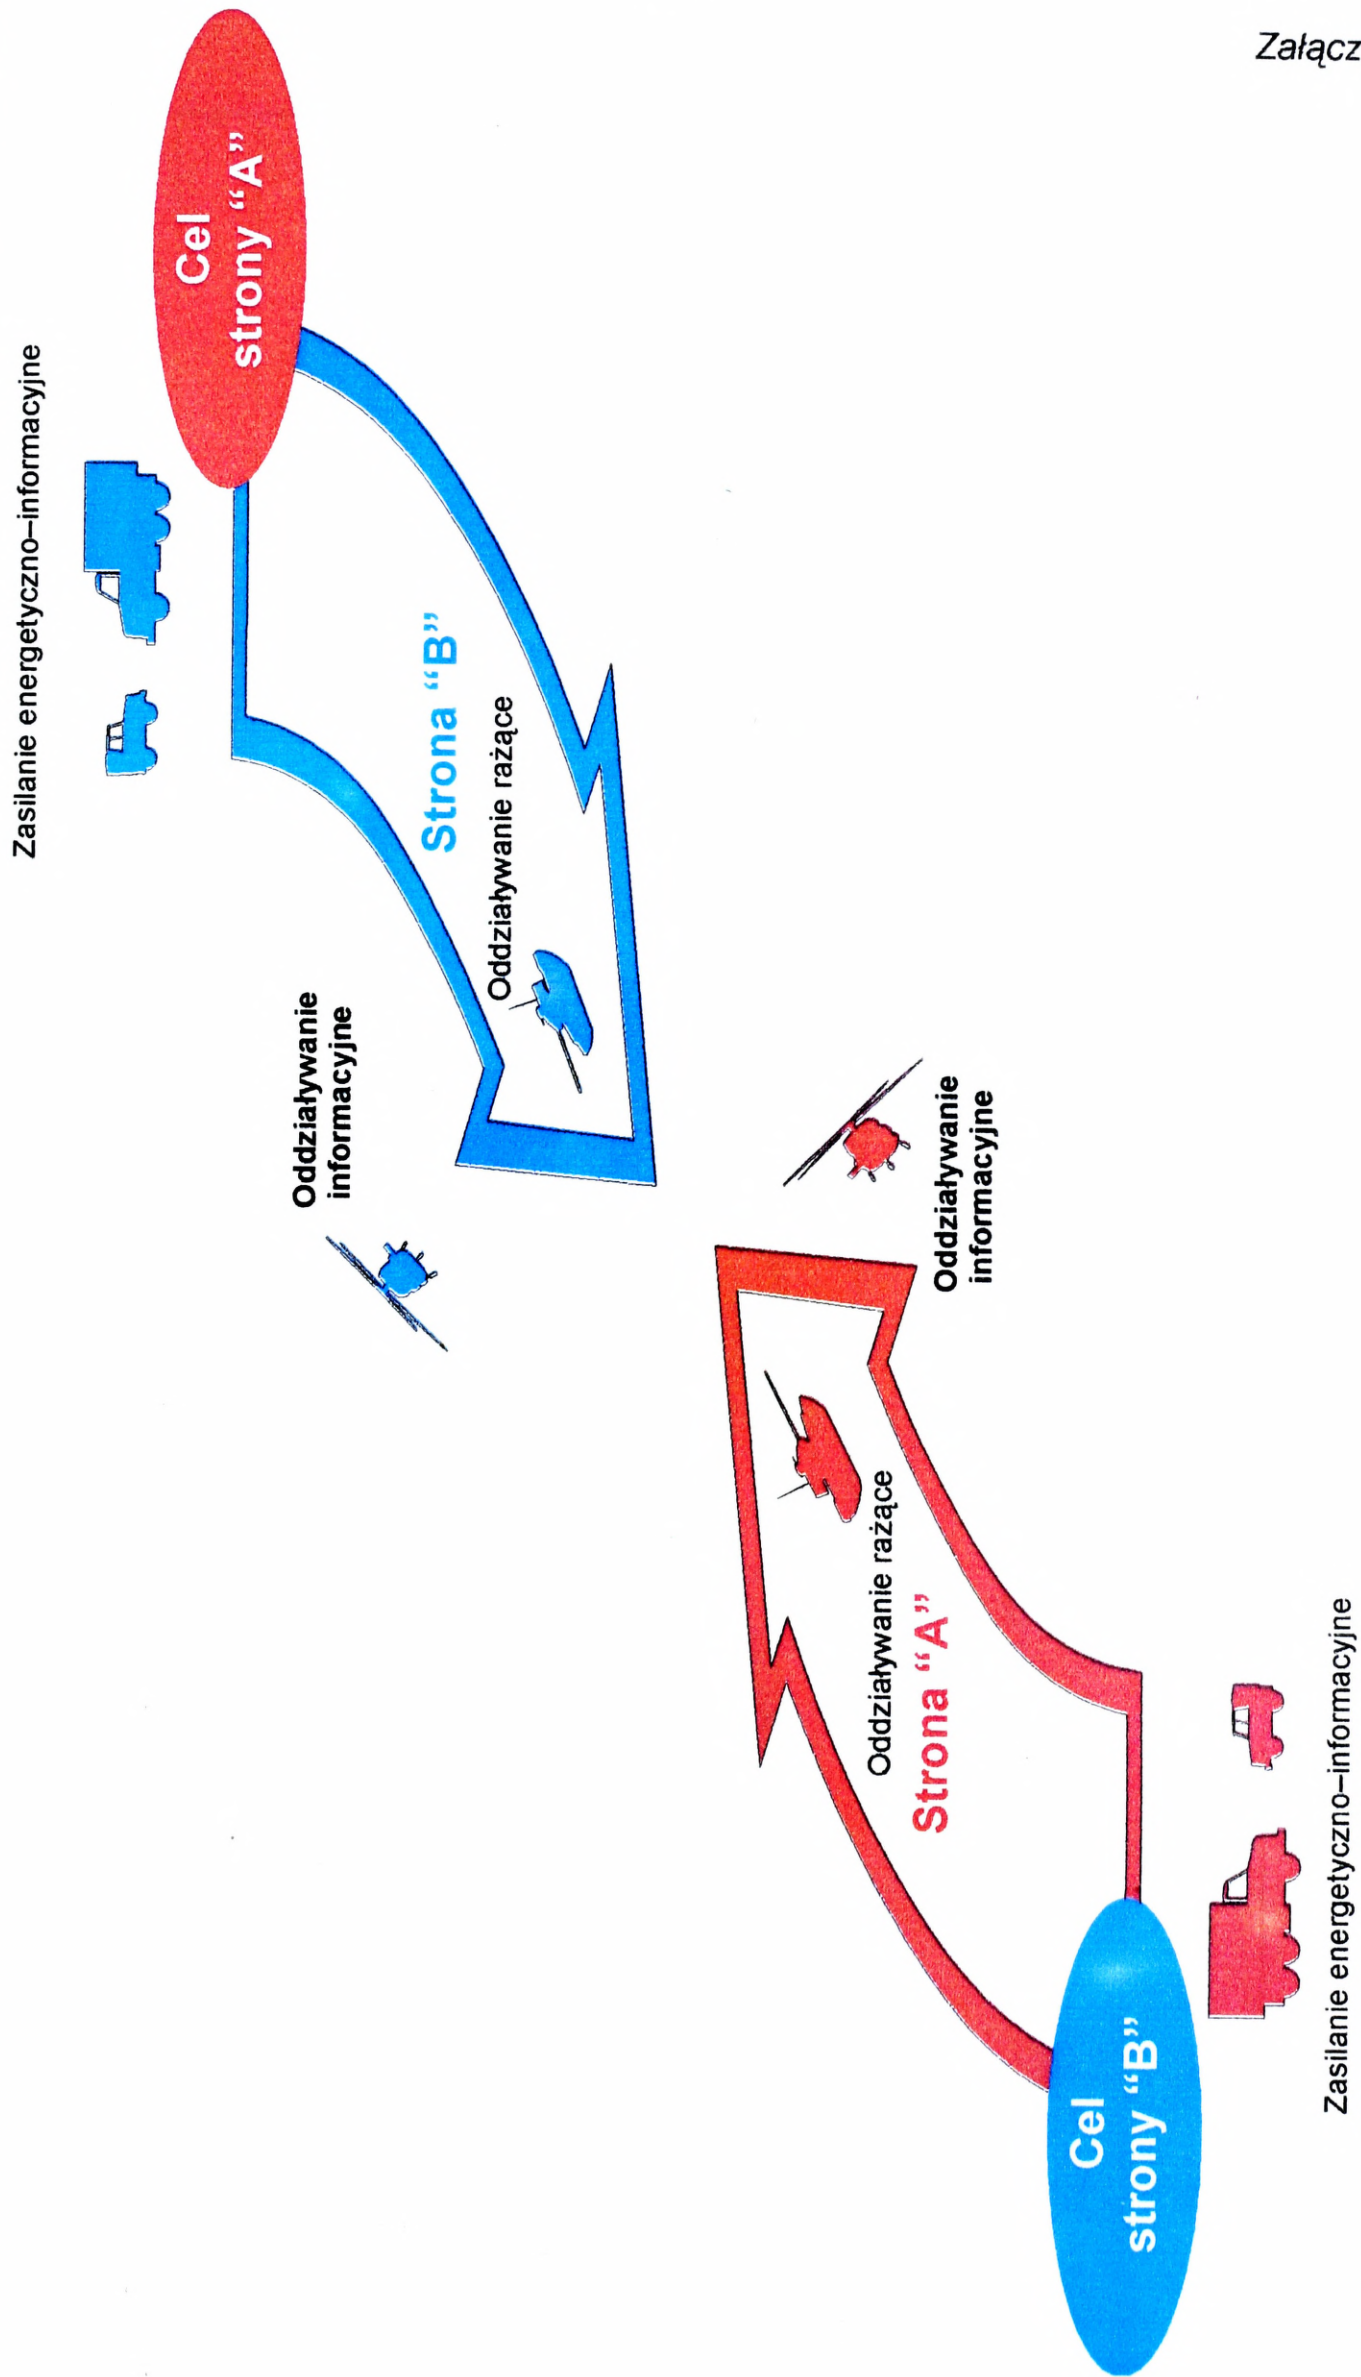 Załącz
Zasilanie energetyczno–informacyjne
Cel
strony “A”
Strona “B”
Oddziaływanie rażące
Oddziaływanie
informacyjne
Oddziaływanie
informacyjne
Oddziaływanie rażące
Strona “A”
Cel
strony “B”
Zasilanie energetyczno–informacyjne